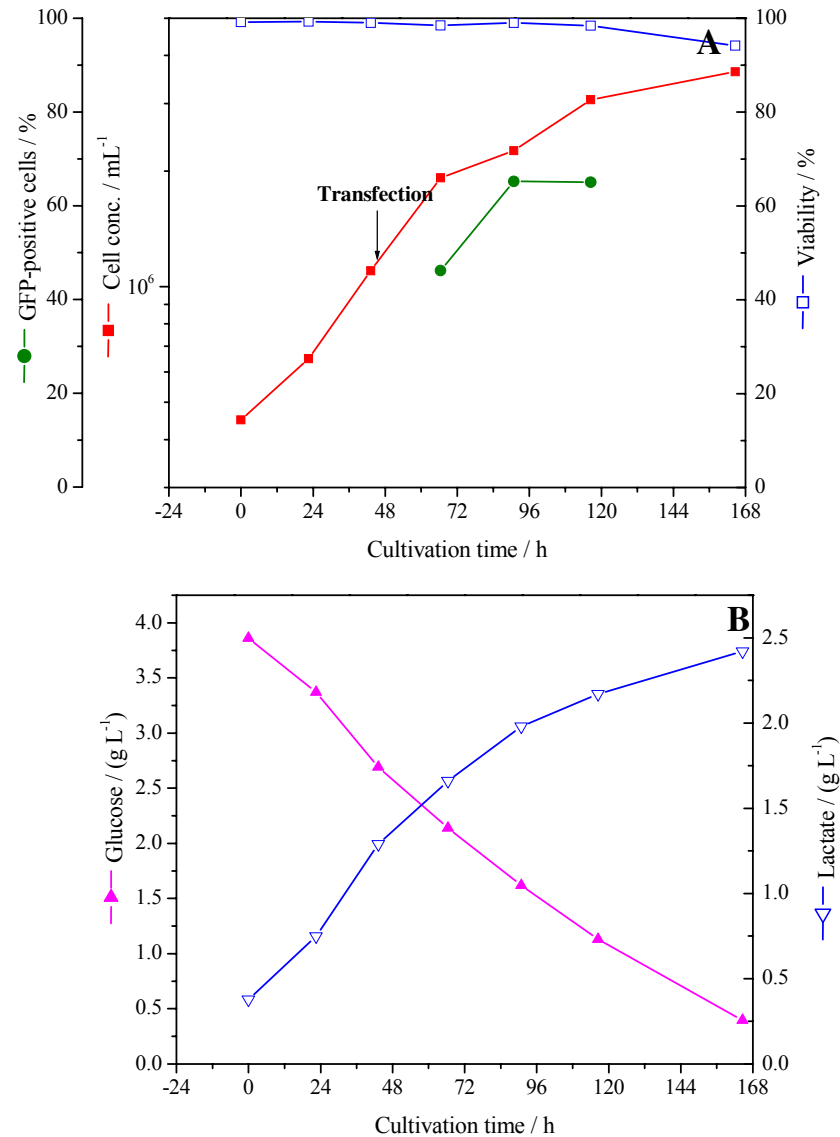 A
GFP-positive cells / %
Cell conc. / mL⁻¹
Viability / %
Transfection
100
80
60
40
20
0
10⁶
100
80
60
40
20
0
-24 0 24 48 72 96 120 144 168
Cultivation time / h
B
Glucose / (g L⁻¹)
Lactate / (g L⁻¹)
4.0
3.5
3.0
2.5
2.0
1.5
1.0
0.5
0.0
2.5
2.0
1.5
1.0
0.5
0.0
-24 0 24 48 72 96 120 144 168
Cultivation time / h